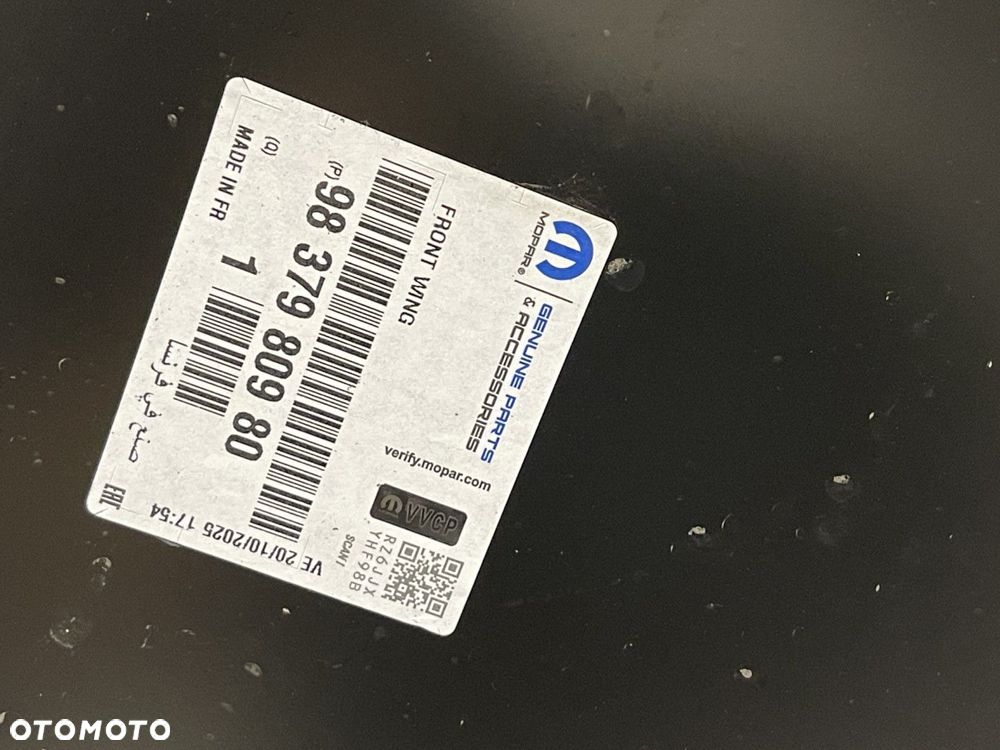 MOPAR®
GENUINE PARTS
& ACCESSORIES
FRONT WING
verify.mopar.com
VVCP
(P) 98 379 809 80
(Q) 1
MADE IN FR
صنع في فرنسا
SCAN!
RZ6JJX
YHF98B
VE 20/10/2025 17:54
EAC
OTOMOTO